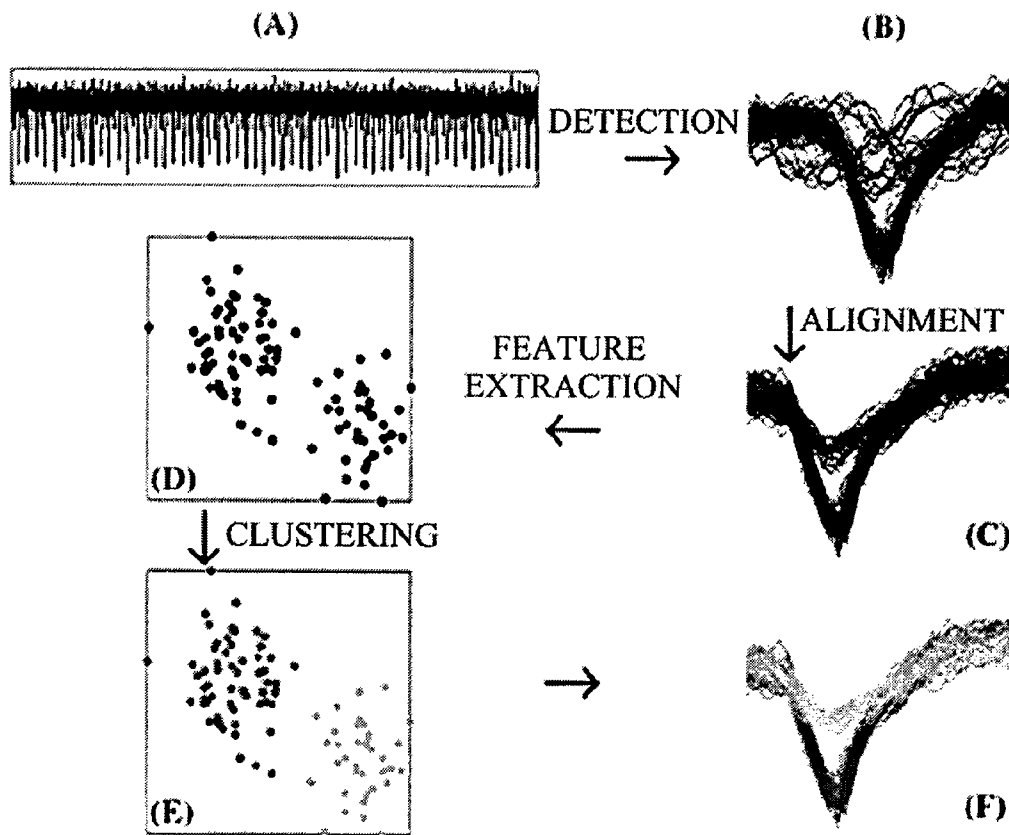 (A)
(B)
DETECTION
ALIGNMENT
FEATURE
EXTRACTION
(D)
(C)
CLUSTERING
(E)
(F)